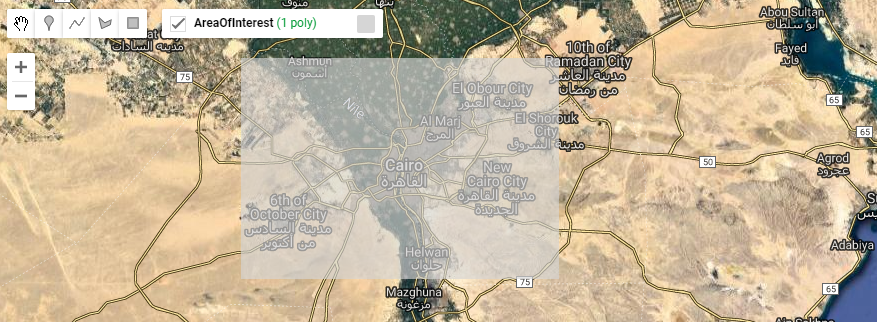 AreaOfInterest (1 poly)
منوف
بنها
مدينة السادات
Abou Sultan
أبو سلطان
10th of
Ramadan City
مدينة العاشر
من رمضان
Fayed
فايد
Ashmun
أشمون
75
Nile
El Obour City
مدينة العبور
65
Al Marj
المرج
El Shorouk
City
مدينة الشروق
65
Cairo
القاهرة
New
Cairo City
مدينة القاهرة
الجديدة
50
Agrod
عجرود
6th of
October City
مدينة السادس
من أكتوبر
Helwan
حلوان
Adabiya
75
65
Mazghuna
مزغونة